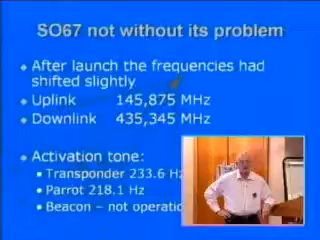 SO67 not without its problem
After launch the frequencies had
shifted slightly
Uplink 145,875 MHz
Downlink 435,345 MHz
Activation tone:
Transponder 233.6 Hz
Parrot 218.1 Hz
Beacon – not operatio